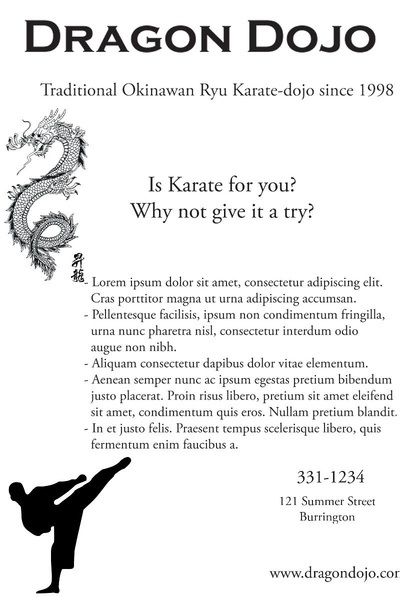 DRAGON DOJO
Traditional Okinawan Ryu Karate-dojo since 1998
Is Karate for you?
Why not give it a try?
昇龍
- Lorem ipsum dolor sit amet, consectetur adipiscing elit.
Cras porttitor magna ut urna adipiscing accumsan.
- Pellentesque facilisis, ipsum non condimentum fringilla,
urna nunc pharetra nisl, consectetur interdum odio
augue non nibh.
- Aliquam consectetur dapibus dolor vitae elementum.
- Aenean semper nunc ac ipsum egestas pretium bibendum
justo placerat. Proin risus libero, pretium sit amet eleifend
sit amet, condimentum quis eros. Nullam pretium blandit.
- In et justo felis. Praesent tempus scelerisque libero, quis
fermentum enim faucibus a.
331-1234
121 Summer Street
Burrington
www.dragondojo.com